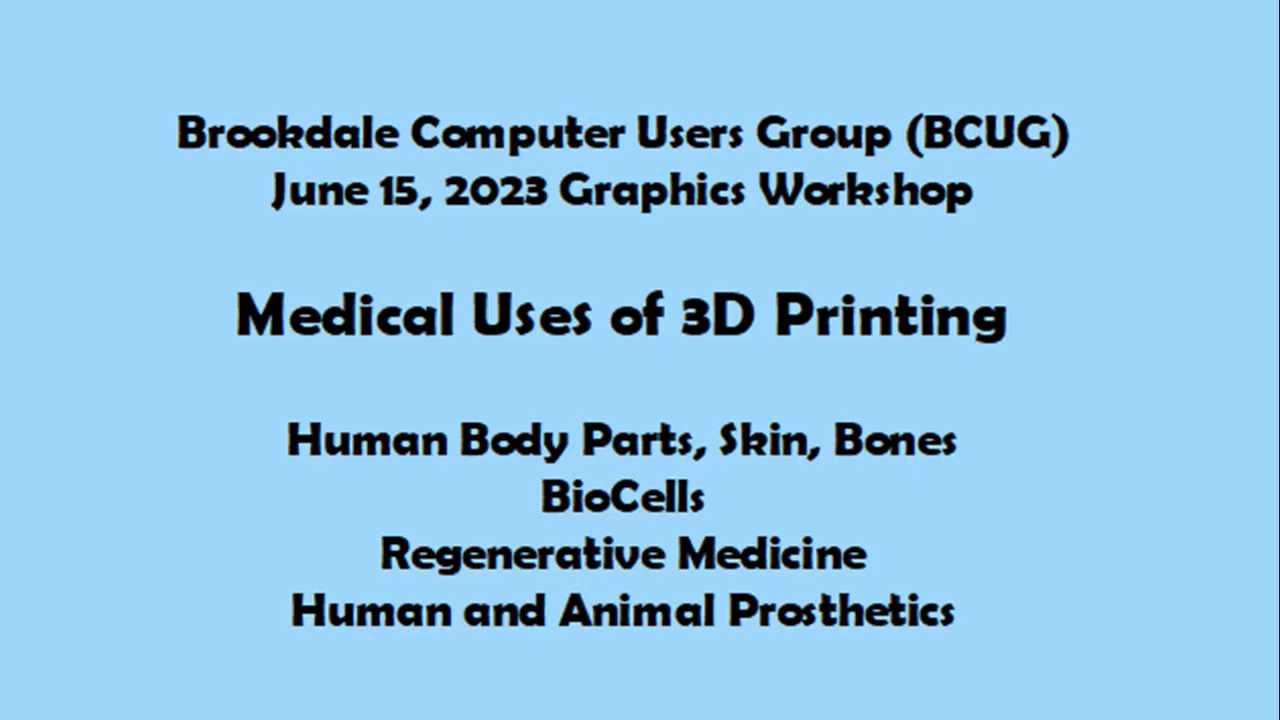 Brookdale Computer Users Group (BCUG)
June 15, 2023 Graphics Workshop
Medical Uses of 3D Printing
Human Body Parts, Skin, Bones
BioCells
Regenerative Medicine
Human and Animal Prosthetics